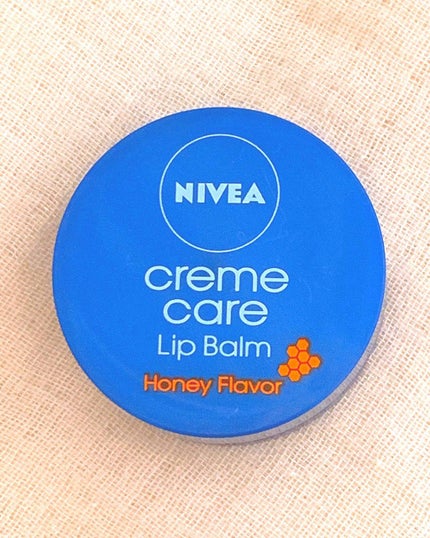 NIVEA
creme
care
Lip Balm
Honey Flavor